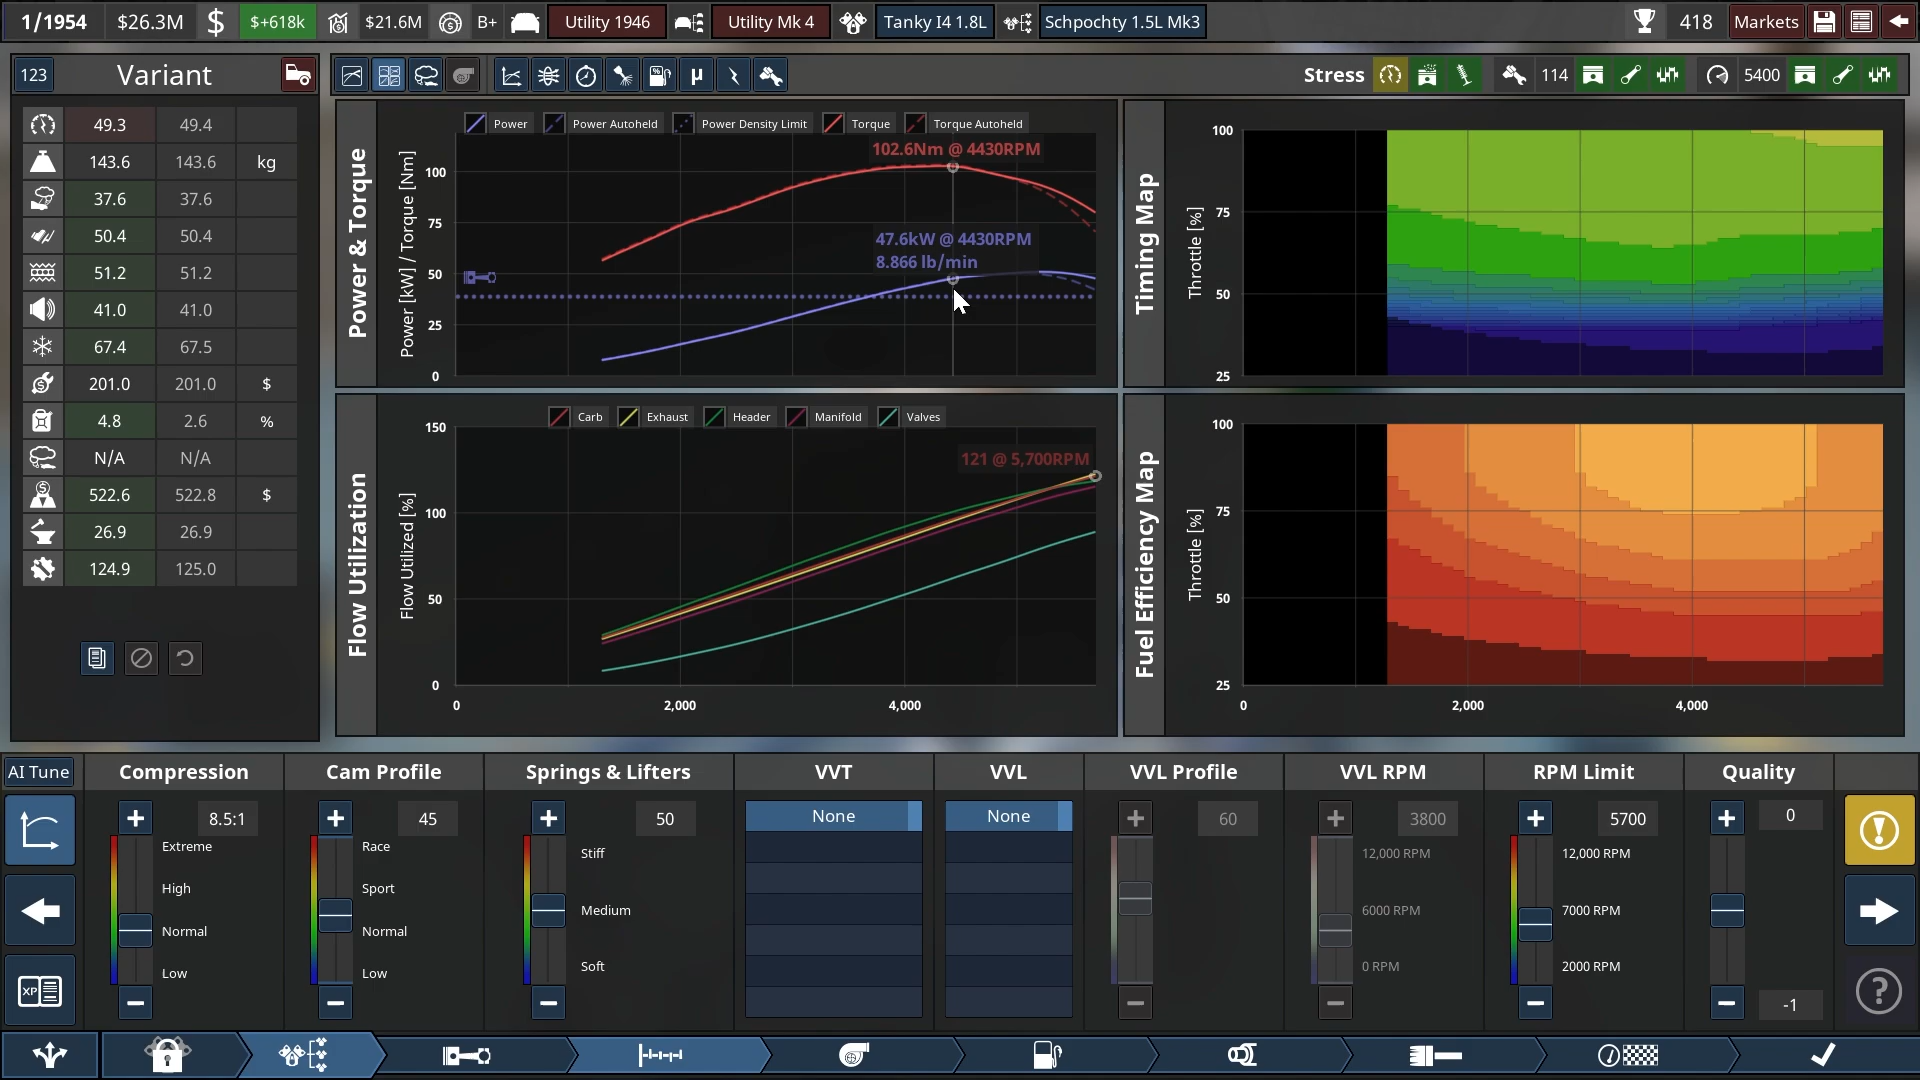 1/1954 $26.3M $+618k $21.6M B+ Utility 1946 Utility Mk 4 Tanky I4 1.8L Schpochty 1.5L Mk3 418 Markets
123 Variant
Stress 114 5400
49.3 49.4
143.6 143.6 kg
37.6 37.6
50.4 50.4
51.2 51.2
41.0 41.0
67.4 67.5
201.0 201.0 $
4.8 2.6 %
N/A N/A
522.6 522.8 $
26.9 26.9
124.9 125.0
Power & Torque
Power [kW] / Torque [Nm]
Power Power Autoheld Power Density Limit Torque Torque Autoheld
102.6Nm @ 4430RPM
47.6kW @ 4430RPM
8.866 lb/min
100
75
50
25
0
Timing Map
Throttle [%]
100
75
50
25
Flow Utilization
Flow Utilized [%]
Carb Exhaust Header Manifold Valves
121 @ 5,700RPM
150
100
50
0
0 2,000 4,000
Fuel Efficiency Map
Throttle [%]
100
75
50
25
0 2,000 4,000
AI Tune
XP
Compression
8.5:1
Extreme
High
Normal
Low
Cam Profile
45
Race
Sport
Normal
Low
Springs & Lifters
50
Stiff
Medium
Soft
VVT
None
VVL
None
VVL Profile
60
VVL RPM
3800
12,000 RPM
6000 RPM
0 RPM
RPM Limit
5700
12,000 RPM
7000 RPM
2000 RPM
Quality
0
-1
?